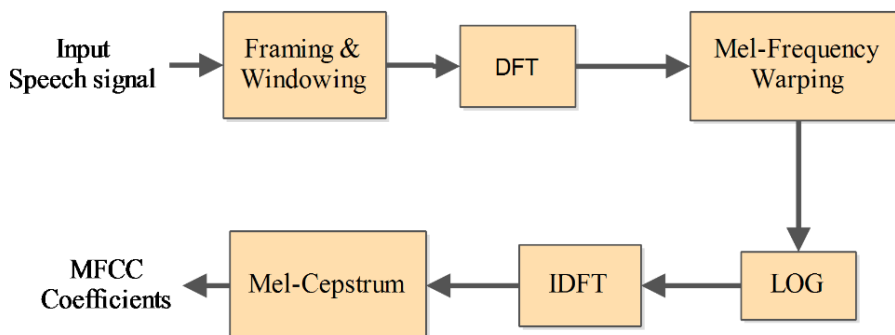 Input
Speech signal
Framing &
Windowing
DFT
Mel-Frequency
Warping
LOG
IDFT
Mel-Cepstrum
MFCC
Coefficients